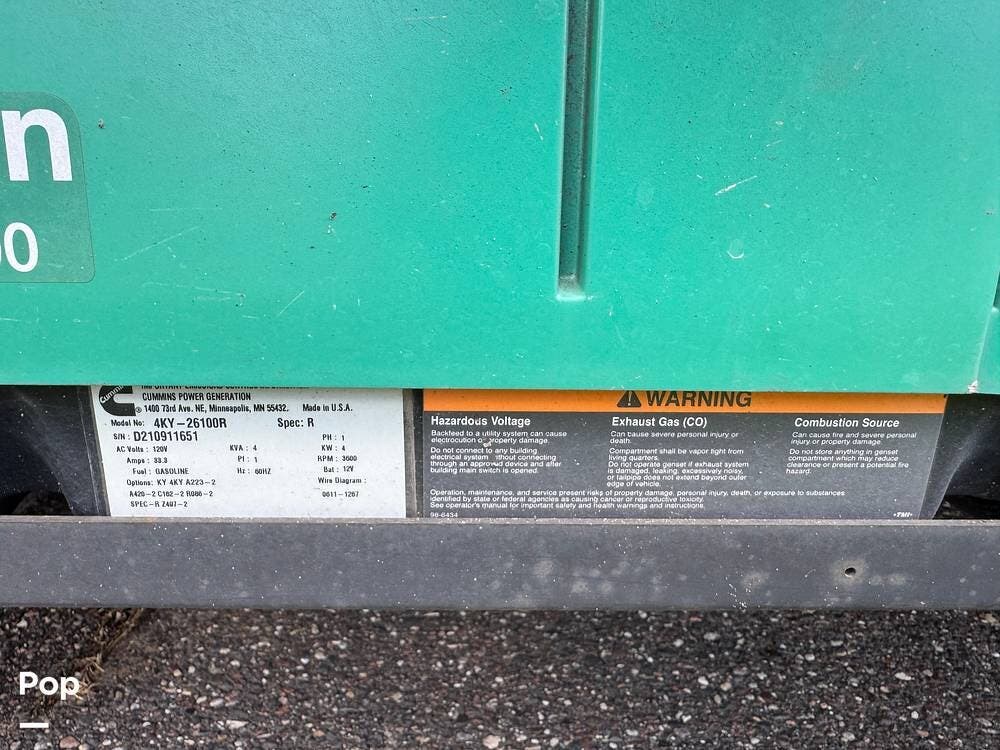 n
00
Cummins
CUMMINS POWER GENERATION
1400 73rd Ave. NE, Minneapolis, MN 55432. Made in U.S.A.
Model No: 4KY-26100R Spec: R
S/N: D210911651 PH: 1
AC Volts: 120V KVA: 4 KW: 4
Amps: 33.3 Pf: 1 RPM: 3600
Fuel: GASOLINE Hz: 60HZ Bat: 12V
Options: KY 4KY A223-2 Wire Diagram:
A420-2 C162-2 R086-2 0611-1267
SPEC-R Z407-2
WARNING
Hazardous Voltage
Backfeed to a utility system can cause
electrocution or property damage.
Do not connect to any building
electrical system without connecting
through an approved device and after
building main switch is opened.
Exhaust Gas (CO)
Can cause severe personal injury or
death.
Compartment shall be vapor tight from
living quarters.
Do not operate genset if exhaust system
is damaged, leaking, excessively noisy,
or tailpipe does not extend beyond outer
edge of vehicle.
Combustion Source
Can cause fire and severe personal
injury or property damage.
Do not store anything in genset
compartment which may reduce
clearance or present a potential fire
hazard.
Operation, maintenance, and service present risks of property damage, personal injury, death, or exposure to substances
identified by state or federal agencies as causing cancer or reproductive toxicity.
See operator's manual for important safety and health warnings and instructions.
98-6434
•TMI•
Pop